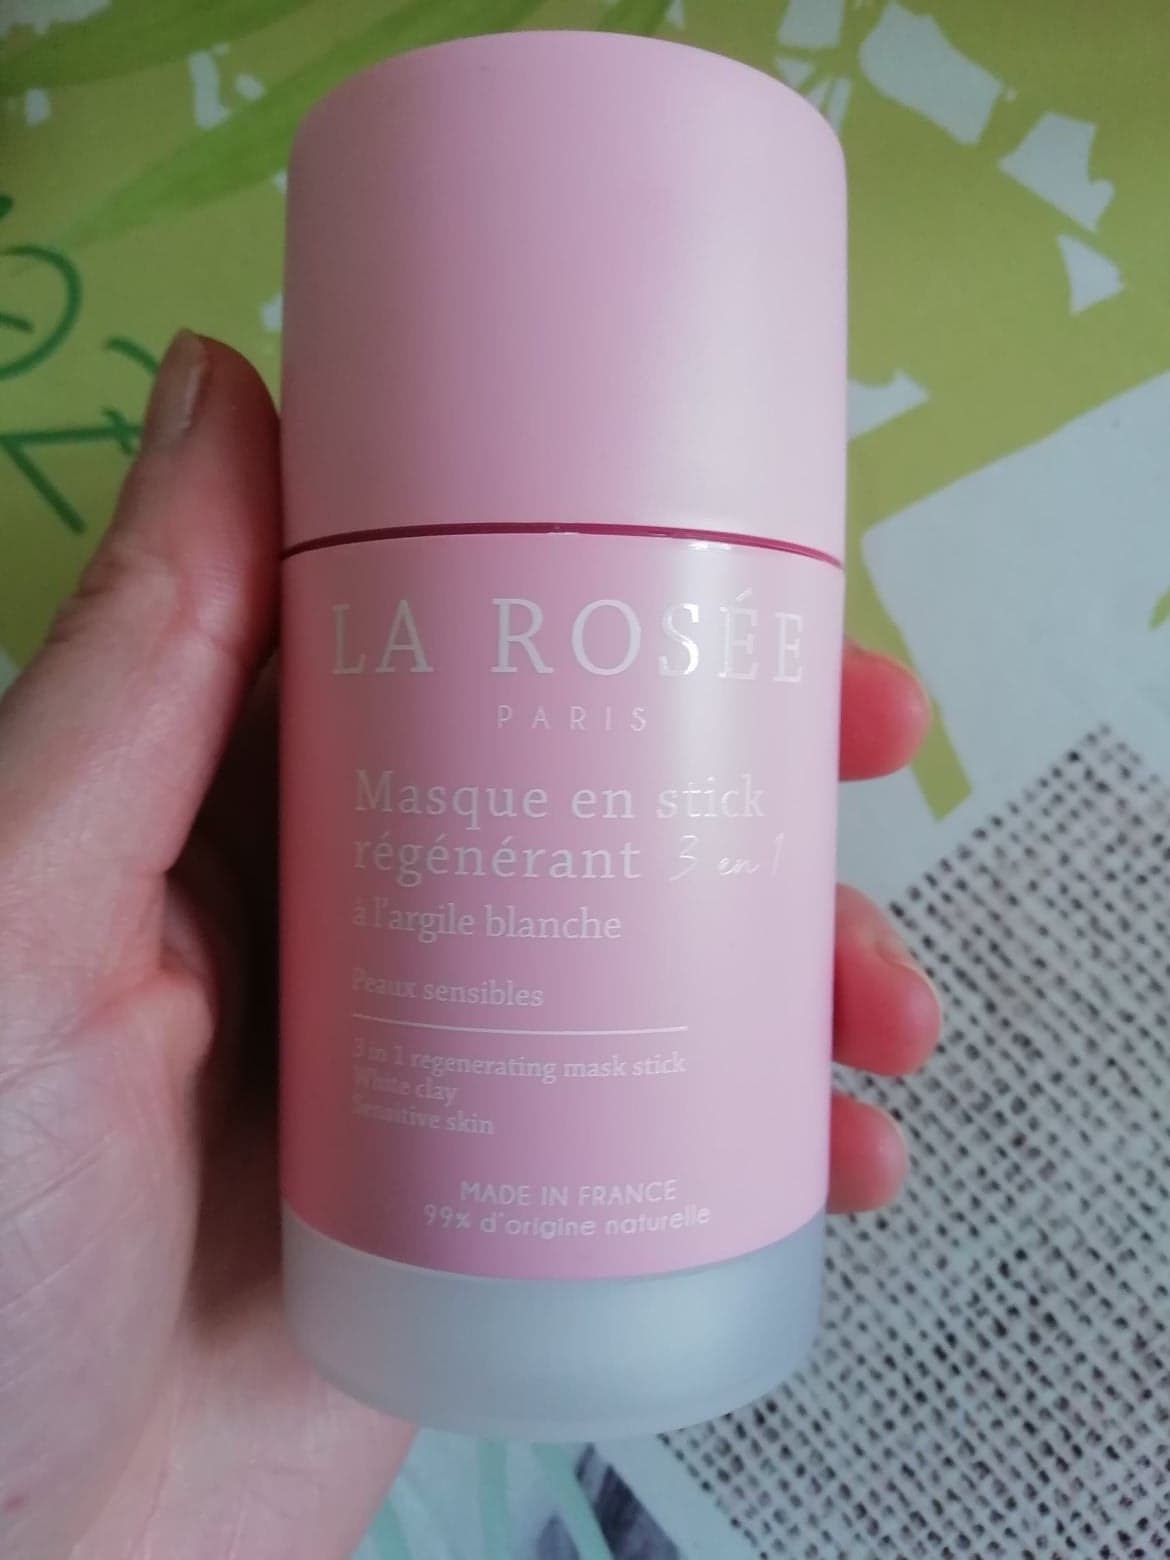 LA ROSÉE
PARIS
Masque en stick
régénérant 3 en 1
à l'argile blanche
Peaux sensibles
3 in 1 regenerating mask stick
White clay
Sensitive skin
MADE IN FRANCE
99% d'origine naturelle